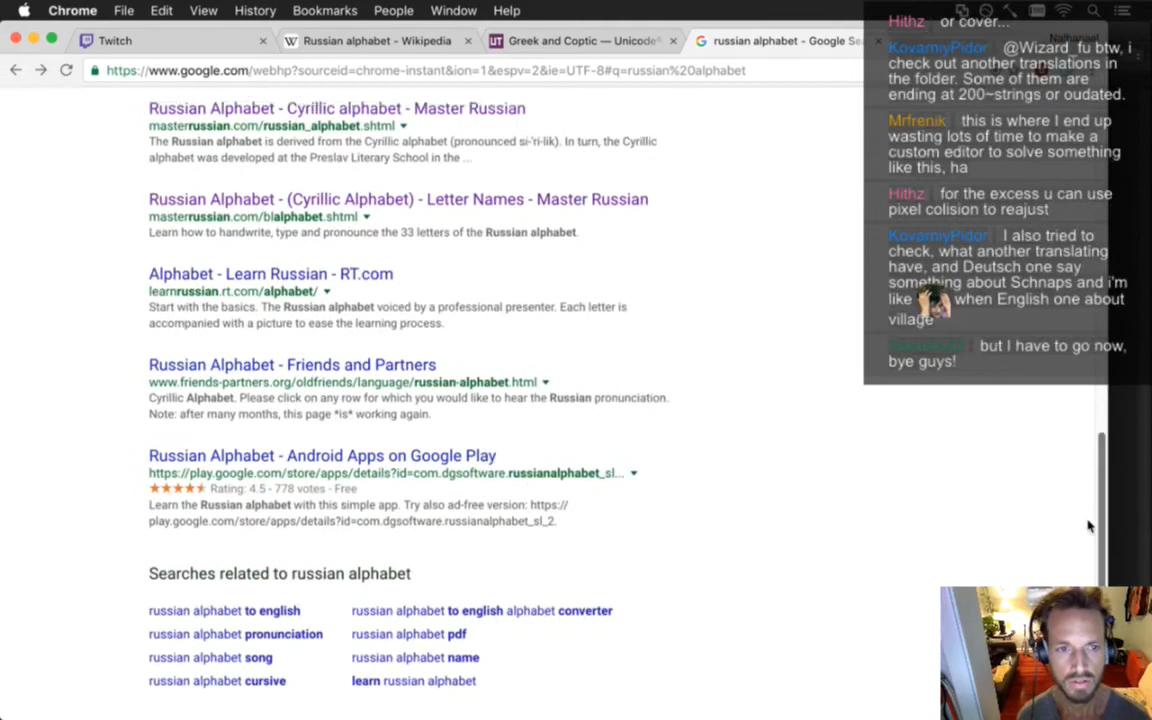 Chrome File Edit View History Bookmarks People Window Help
Twitch
Russian alphabet - Wikipedia
Greek and Coptic — Unicode
russian alphabet - Google Se
https://www.google.com/webhp?sourceid=chrome-instant&ion=1&espv=2&ie=UTF-8#q=russian%20alphabet
Russian Alphabet - Cyrillic alphabet - Master Russian
masterrussian.com/russian_alphabet.shtml
The Russian alphabet is derived from the Cyrillic alphabet (pronounced si-'ri-lik). In turn, the Cyrillic
alphabet was developed at the Preslav Literary School in the ...
Russian Alphabet - (Cyrillic Alphabet) - Letter Names - Master Russian
masterrussian.com/blalphabet.shtml
Learn how to handwrite, type and pronounce the 33 letters of the Russian alphabet.
Alphabet - Learn Russian - RT.com
learnrussian.rt.com/alphabet/
Start with the basics. The Russian alphabet voiced by a professional presenter. Each letter is
accompanied with a picture to ease the learning process.
Russian Alphabet - Friends and Partners
www.friends-partners.org/oldfriends/language/russian-alphabet.html
Cyrillic Alphabet. Please click on any row for which you would like to hear the Russian pronunciation.
Note: after many months, this page *is* working again.
Russian Alphabet - Android Apps on Google Play
https://play.google.com/store/apps/details?id=com.dgsoftware.russianalphabet_sl...
Rating: 4.5 - 778 votes - Free
Learn the Russian alphabet with this simple app. Try also ad-free version: https://
play.google.com/store/apps/details?id=com.dgsoftware.russianalphabet_sl_2.
Searches related to russian alphabet
russian alphabet to english
russian alphabet to english alphabet converter
russian alphabet pronunciation
russian alphabet pdf
russian alphabet song
russian alphabet name
russian alphabet cursive
learn russian alphabet
Hithz or cover...
KovarniyPidor @Wizard_fu btw, i
check out another translations in
the folder. Some of them are
ending at 200~strings or oudated.
Mrfrenik this is where I end up
wasting lots of time to make a
custom editor to solve something
like this, ha
Hithz for the excess u can use
pixel colision to reajust
KovarniyPidor I also tried to
check, what another translating
have, and Deutsch one say
something about Schnaps and i'm
like when English one about
village
but I have to go now,
bye guys!